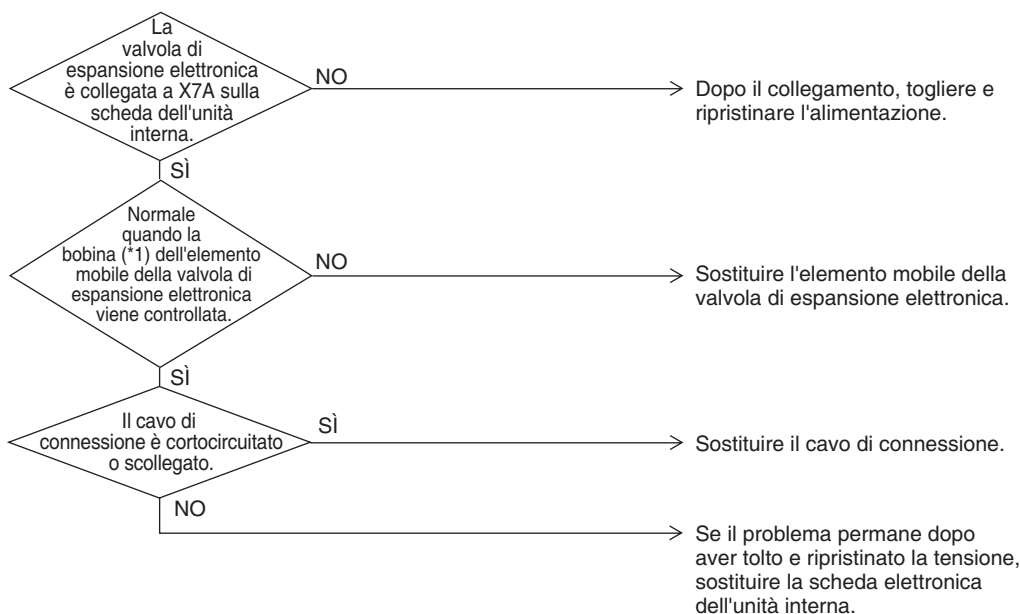 La
valvola di
espansione elettronica
è collegata a X7A sulla
scheda dell'unità
interna.
NO
Dopo il collegamento, togliere e
ripristinare l'alimentazione.
SÌ
Normale
quando la
bobina (*1) dell'elemento
mobile della valvola di
espansione elettronica
viene controllata.
NO
Sostituire l'elemento mobile della
valvola di espansione elettronica.
SÌ
Il cavo di
connessione è cortocircuitato
o scollegato.
SÌ
Sostituire il cavo di connessione.
NO
Se il problema permane dopo
aver tolto e ripristinato la tensione,
sostituire la scheda elettronica
dell'unità interna.